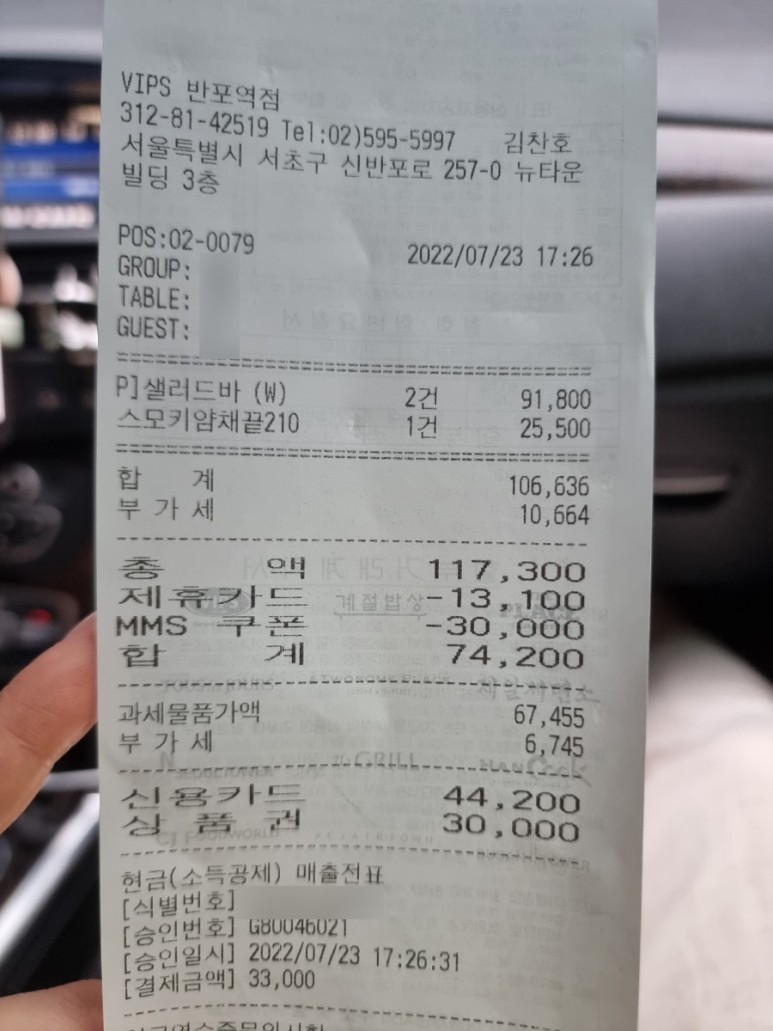 VIPS 반포역점
312-81-42519 Tel:02)595-5997 김찬호
서울특별시 서초구 신반포로 257-0 뉴타운
빌딩 3층
POS:02-0079 2022/07/23 17:26
GROUP:
TABLE:
GUEST:
P]샐러드바 (W) 2건 91,800
스모키얌채끝210 1건 25,500
합 계 106,636
부 가 세 10,664
총 액 117,300
제휴카드 -13,100
MMS 쿠폰 -30,000
합 계 74,200
과세물품가액 67,455
부 가 세 6,745
신용카드 44,200
상 품 권 30,000
현금(소득공제) 매출전표
[식별번호]
[승인번호] G80046021
[승인일시] 2022/07/23 17:26:31
[결제금액] 33,000